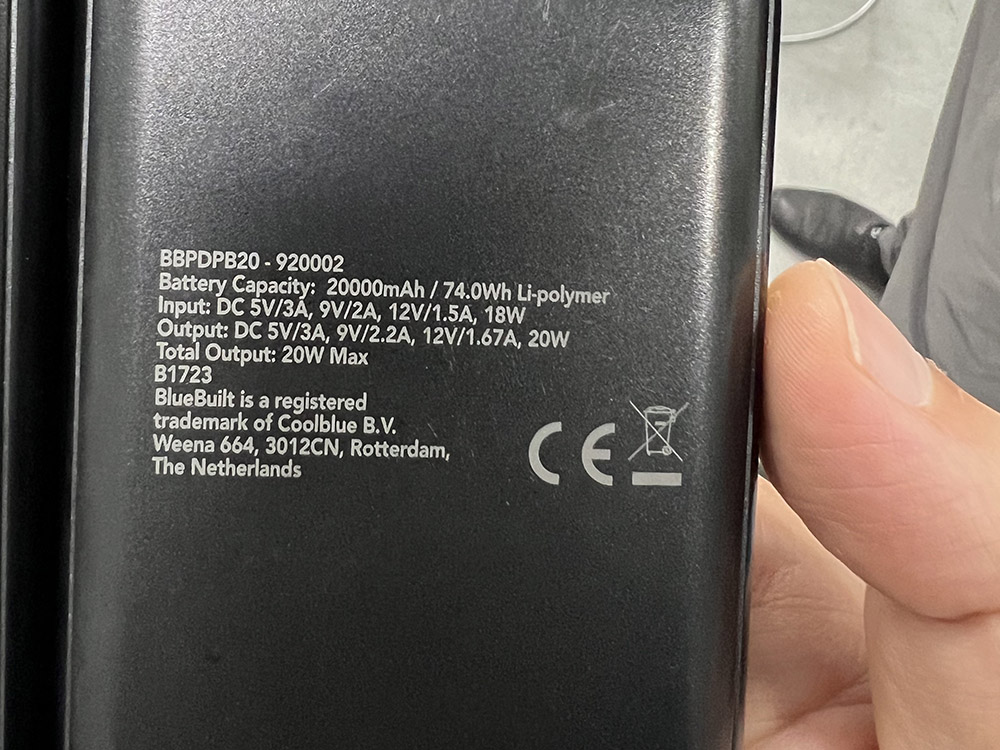 BBPDPB20 - 920002
Battery Capacity: 20000mAh / 74.0Wh Li-polymer
Input: DC 5V/3A, 9V/2A, 12V/1.5A, 18W
Output: DC 5V/3A, 9V/2.2A, 12V/1.67A, 20W
Total Output: 20W Max
B1723
BlueBuilt is a registered
trademark of Coolblue B.V.
Weena 664, 3012CN, Rotterdam,
The Netherlands
CE